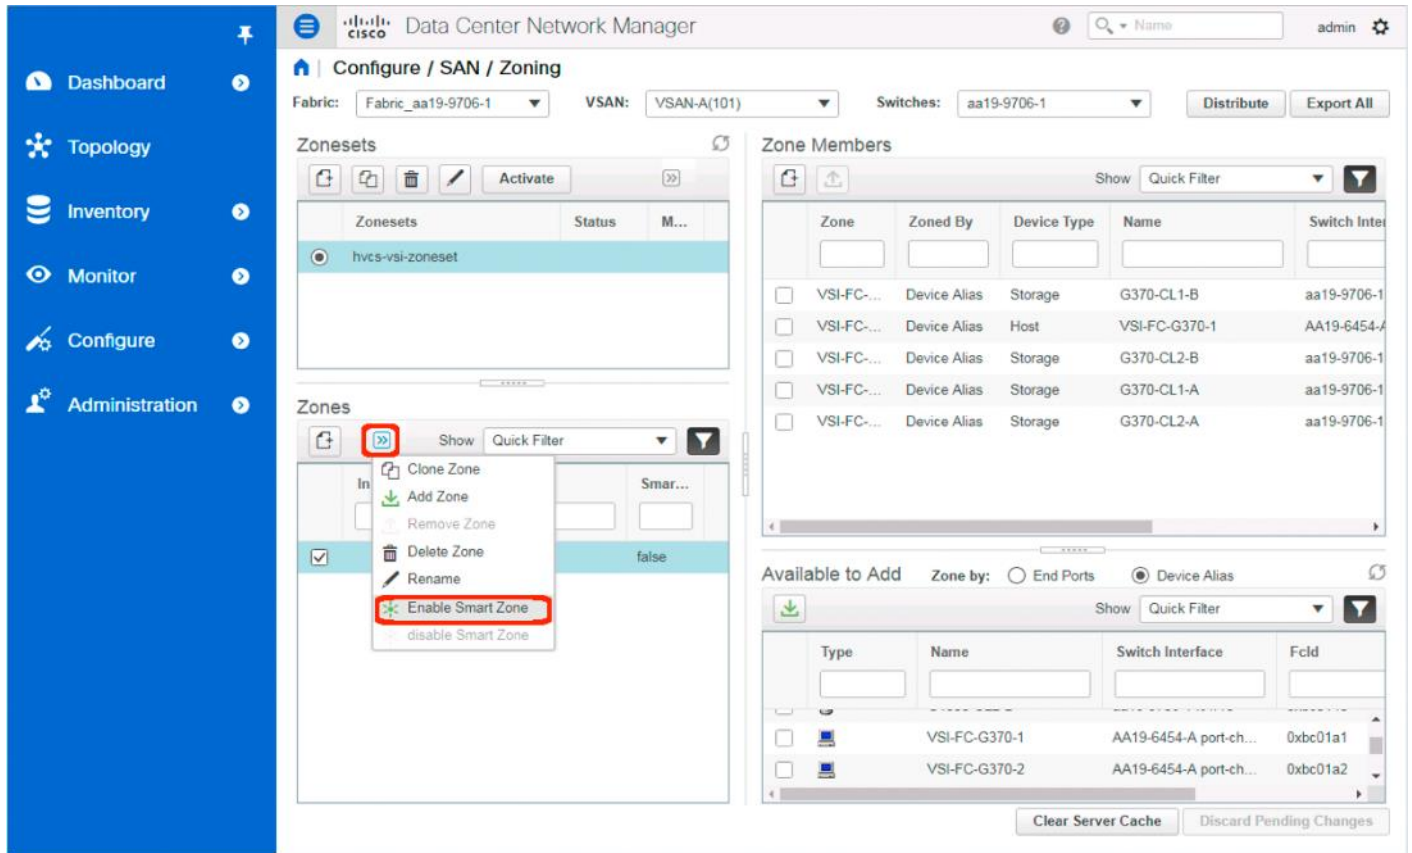 cisco Data Center Network Manager
Name
admin
Configure / SAN / Zoning
Fabric: Fabric_aa19-9706-1 VSAN: VSAN-A(101) Switches: aa19-9706-1 Distribute Export All
Dashboard
Topology
Inventory
Monitor
Configure
Administration
Zonesets
Activate
Zonesets Status M...
hvcs-vsi-zoneset
Zones
Show Quick Filter
In Smar...
Clone Zone
Add Zone
Remove Zone
Delete Zone
false
Rename
Enable Smart Zone
disable Smart Zone
Zone Members
Show Quick Filter
Zone Zoned By Device Type Name Switch Inter
VSI-FC-... Device Alias Storage G370-CL1-B aa19-9706-1
VSI-FC-... Device Alias Host VSI-FC-G370-1 AA19-6454-A
VSI-FC-... Device Alias Storage G370-CL2-B aa19-9706-1
VSI-FC-... Device Alias Storage G370-CL1-A aa19-9706-1
VSI-FC-... Device Alias Storage G370-CL2-A aa19-9706-1
Available to Add Zone by: End Ports Device Alias
Show Quick Filter
Type Name Switch Interface FcId
VSI-FC-G370-1 AA19-6454-A port-ch... 0xbc01a1
VSI-FC-G370-2 AA19-6454-A port-ch... 0xbc01a2
Clear Server Cache Discard Pending Changes